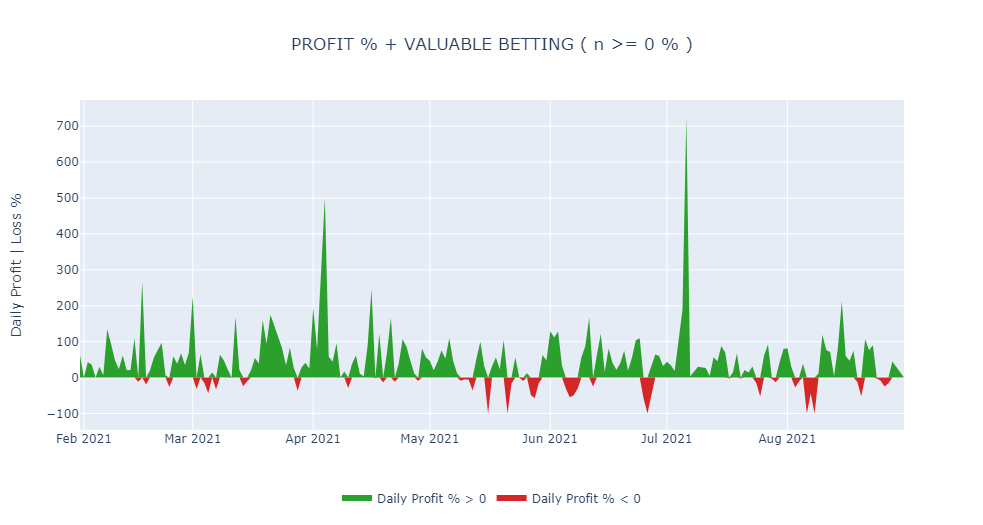 PROFIT % + VALUABLE BETTING ( n >= 0 % )
Daily Profit | Loss %
700
600
500
400
300
200
100
0
−100
Feb 2021 Mar 2021 Apr 2021 May 2021 Jun 2021 Jul 2021 Aug 2021
Daily Profit % > 0 Daily Profit % < 0